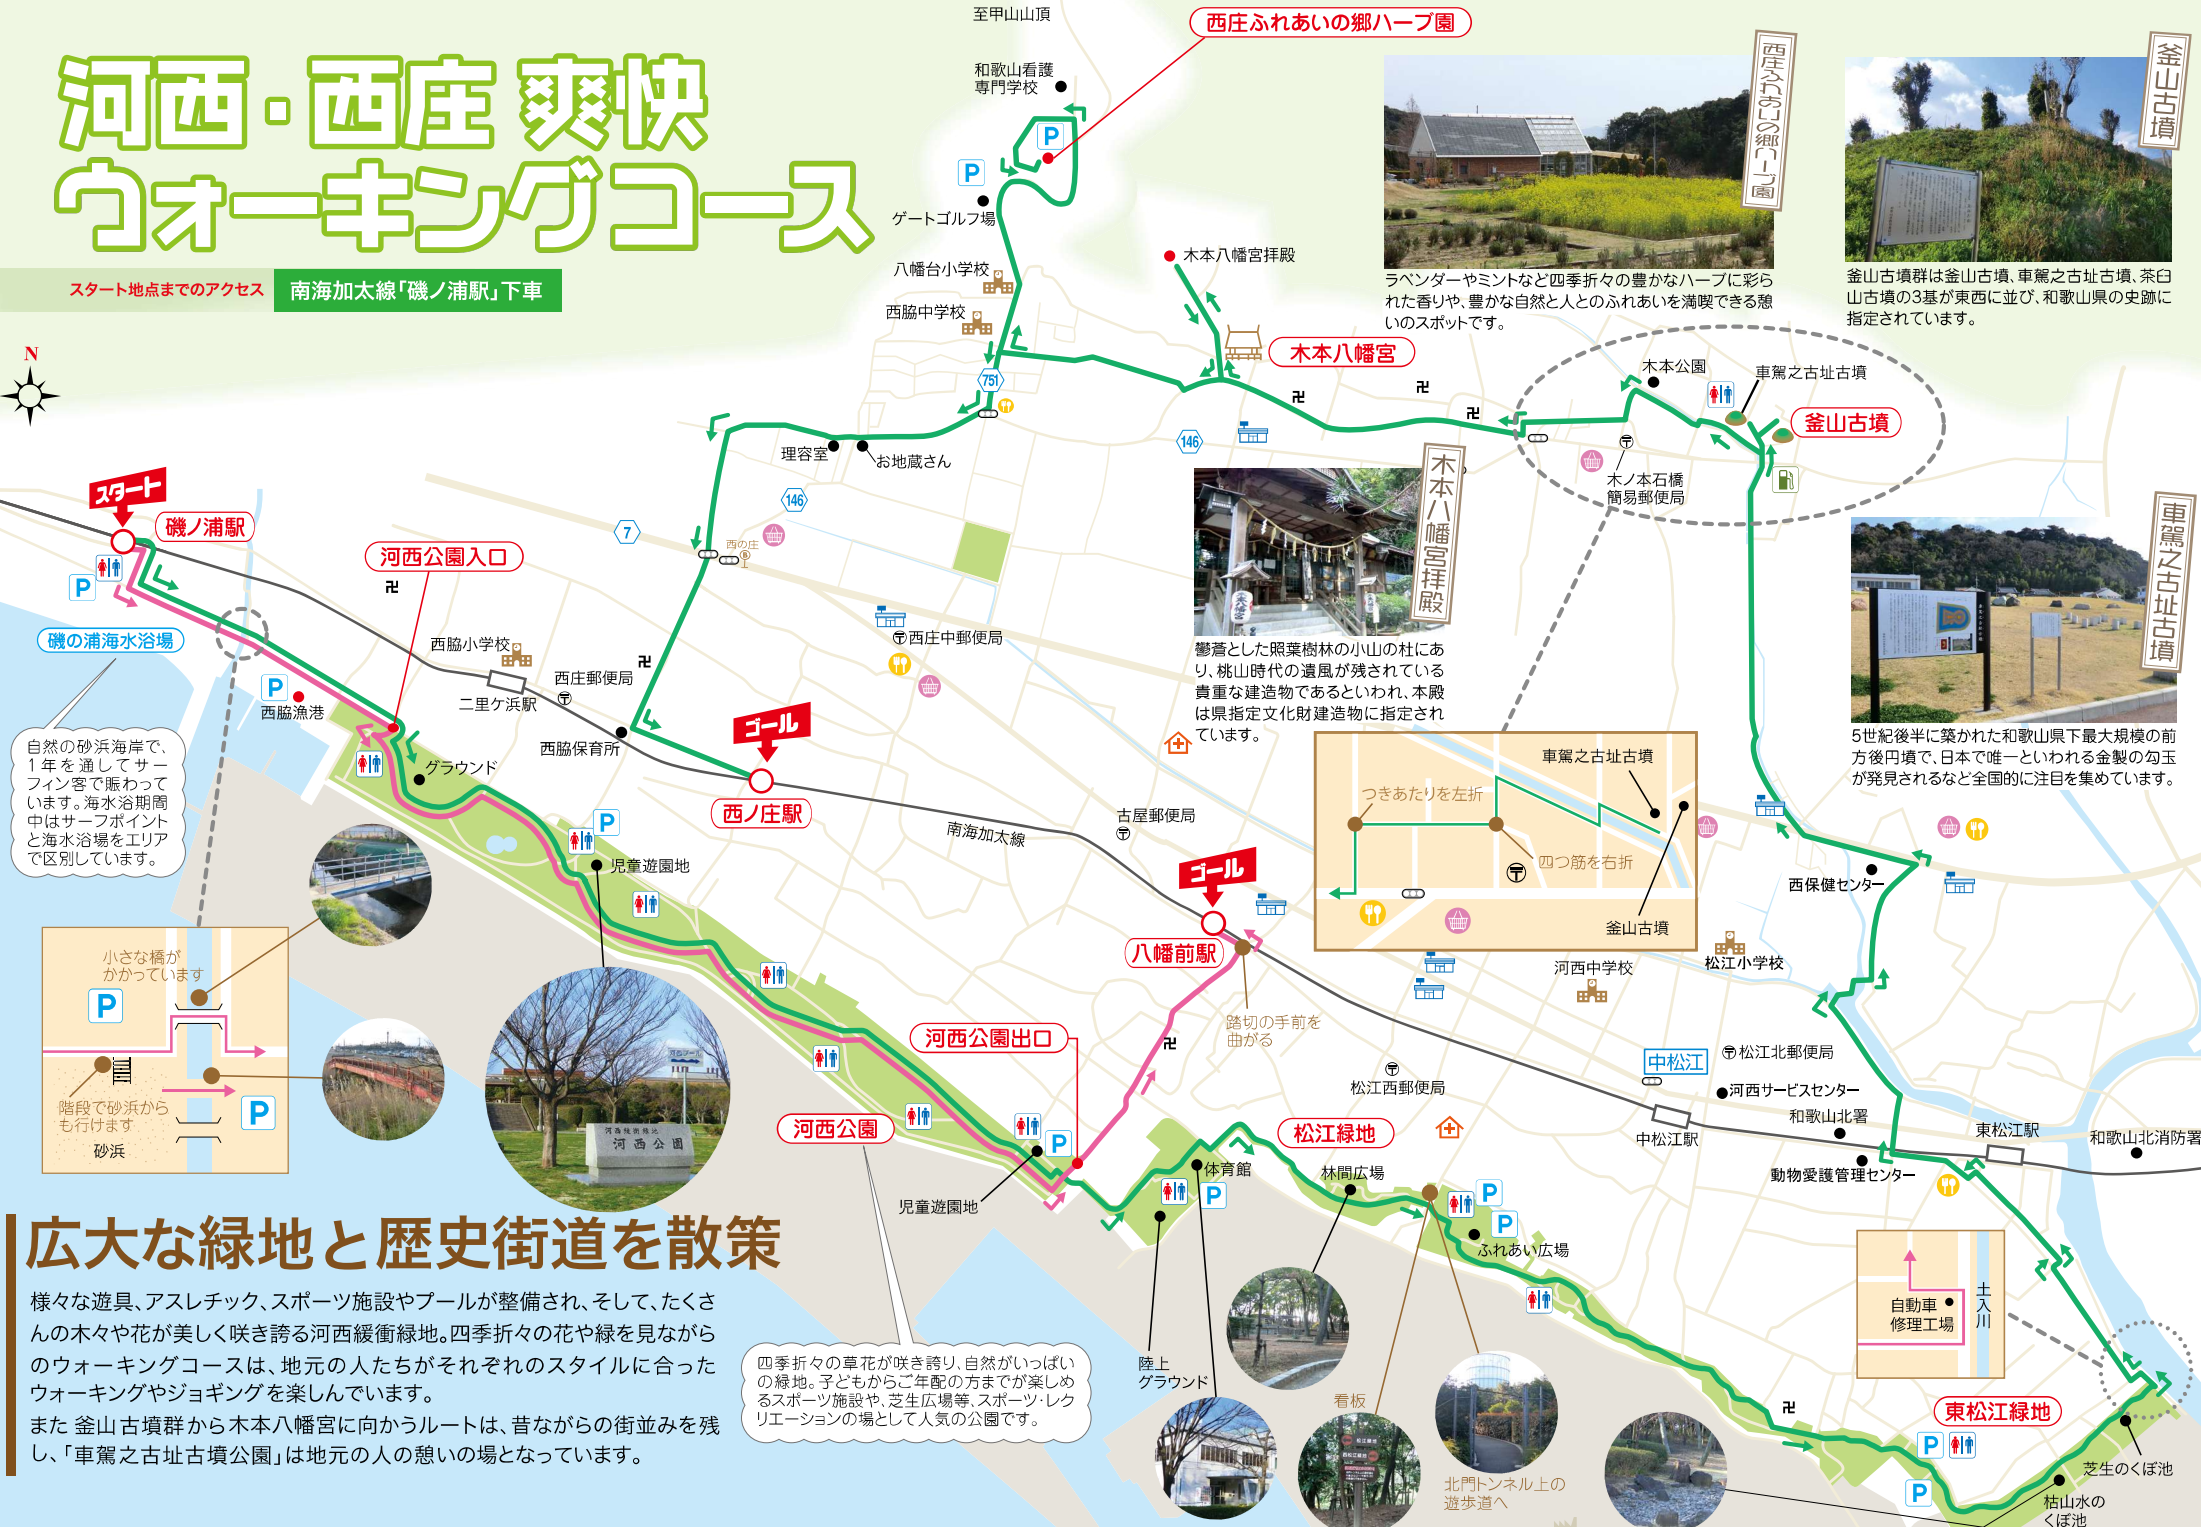 河西・西庄 爽快
ウォーキングコース
スタート地点までのアクセス
南海加太線「磯ノ浦駅」下車
N
至甲山山頂
西庄ふれあいの郷ハーブ園
和歌山看護
専門学校
P
P
ゲートゴルフ場
八幡台小学校
西脇中学校
751
木本八幡宮拝殿
木本八幡宮
西庄ふれあいの郷ハーブ園
ラベンダーやミントなど四季折々の豊かなハーブに彩ら
れた香りや、豊かな自然と人とのふれあいを満喫できる憩
いのスポットです。
釜山古墳
釜山古墳群は釜山古墳、車駕之古址古墳、茶臼
山古墳の3基が東西に並び、和歌山県の史跡に
指定されています。
木本公園
車駕之古址古墳
釜山古墳
木ノ本石橋
簡易郵便局
146
理容室
お地蔵さん
146
7
西の庄
スタート
磯ノ浦駅
P
河西公園入口
磯の浦海水浴場
P
西脇漁港
西脇小学校
二里ケ浜駅
西庄郵便局
西脇保育所
西庄中郵便局
ゴール
西ノ庄駅
自然の砂浜海岸で、
1年を通してサー
フィン客で賑わって
います。海水浴期間
中はサーフポイント
と海水浴場をエリア
で区別しています。
グラウンド
P
児童遊園地
南海加太線
古屋郵便局
木本八幡宮拝殿
鬱蒼とした照葉樹林の小山の杜にあ
り、桃山時代の遺風が残されている
貴重な建造物であるといわれ、本殿
は県指定文化財建造物に指定され
ています。
車駕之古址古墳
5世紀後半に築かれた和歌山県下最大規模の前
方後円墳で、日本で唯一といわれる金製の勾玉
が発見されるなど全国的に注目を集めています。
車駕之古址古墳
つきあたりを左折
四つ筋を右折
釜山古墳
ゴール
八幡前駅
踏切の手前を
曲がる
西保健センター
松江小学校
河西中学校
小さな橋が
かかっています
P
階段で砂浜から
も行けます
砂浜
P
河西公園
河西公園出口
河西公園
児童遊園地
P
松江西郵便局
中松江
松江北郵便局
河西サービスセンター
和歌山北署
中松江駅
動物愛護管理センター
東松江駅
和歌山北消防署
体育館
P
松江緑地
林間広場
P
P
ふれあい広場
広大な緑地と歴史街道を散策
様々な遊具、アスレチック、スポーツ施設やプールが整備され、そして、たくさ
んの木々や花が美しく咲き誇る河西緩衝緑地。四季折々の花や緑を見ながら
のウォーキングコースは、地元の人たちがそれぞれのスタイルに合った
ウォーキングやジョギングを楽しんでいます。
また 釜山古墳群から木本八幡宮に向かうルートは、昔ながらの街並みを残
し、「車駕之古址古墳公園」は地元の人の憩いの場となっています。
四季折々の草花が咲き誇り、自然がいっぱい
の緑地。子どもからご年配の方までが楽しめ
るスポーツ施設や、芝生広場等、スポーツ・レク
リエーションの場として人気の公園です。
陸上
グラウンド
看板
北門トンネル上の
遊歩道へ
自動車
修理工場
土入川
東松江緑地
P
P
芝生のくぼ池
枯山水の
くぼ池